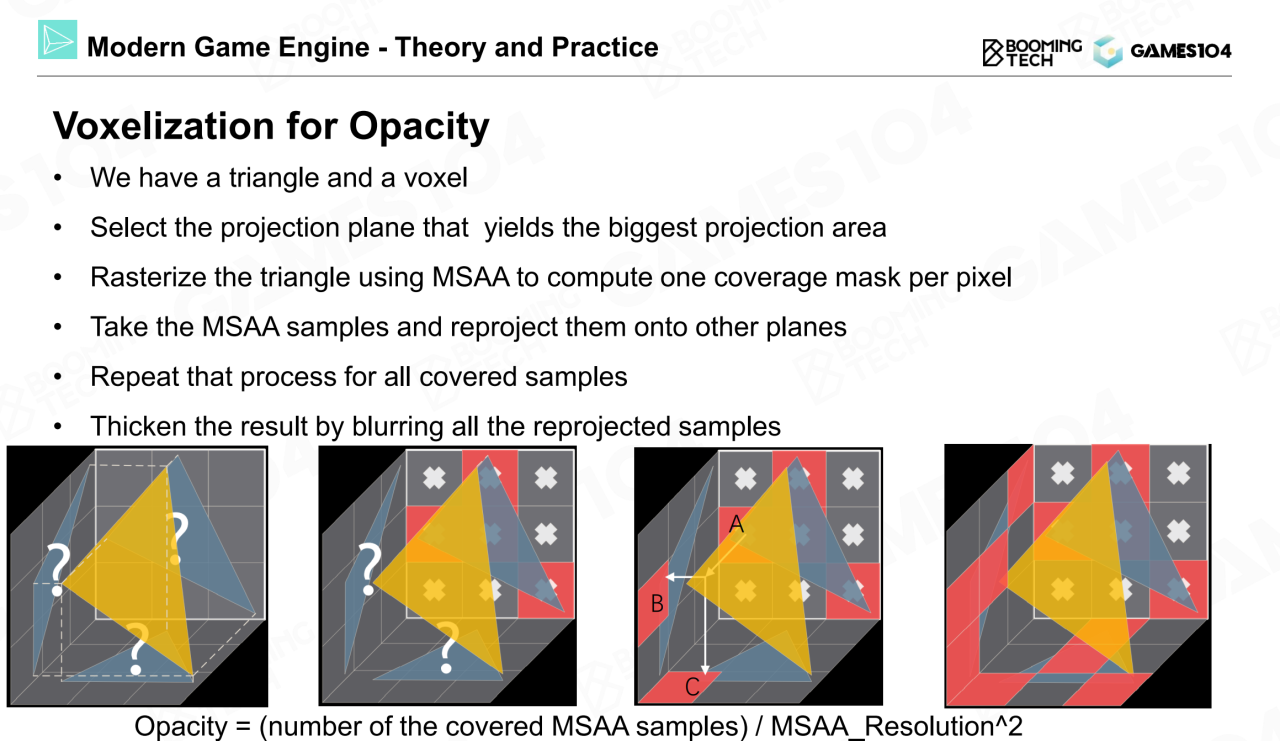 Modern Game Engine - Theory and Practice
BOOMING TECH
GAMES104
Voxelization for Opacity
• We have a triangle and a voxel
• Select the projection plane that  yields the biggest projection area
• Rasterize the triangle using MSAA to compute one coverage mask per pixel
• Take the MSAA samples and reproject them onto other planes
• Repeat that process for all covered samples
• Thicken the result by blurring all the reprojected samples
? ? ?
? ?
A
B
C
Opacity = (number of the covered MSAA samples) / MSAA_Resolution^2